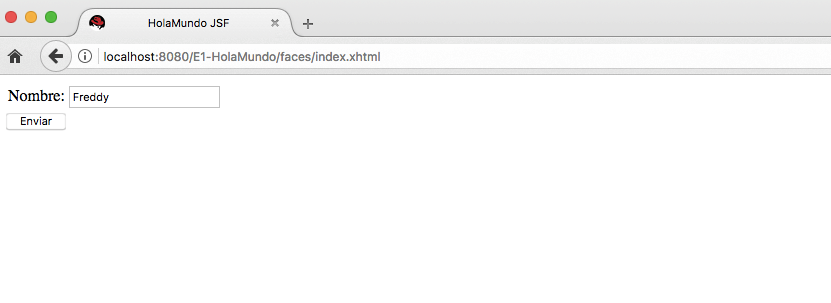 HolaMundo JSF
localhost:8080/E1-HolaMundo/faces/index.xhtml
Nombre: Freddy
Enviar